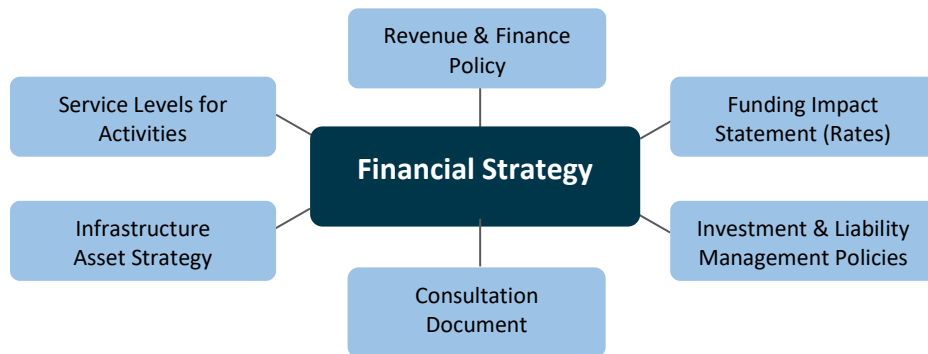 Revenue & Finance
Policy
Service Levels for
Activities
Funding Impact
Statement (Rates)
Financial Strategy
Infrastructure
Asset Strategy
Investment & Liability
Management Policies
Consultation
Document